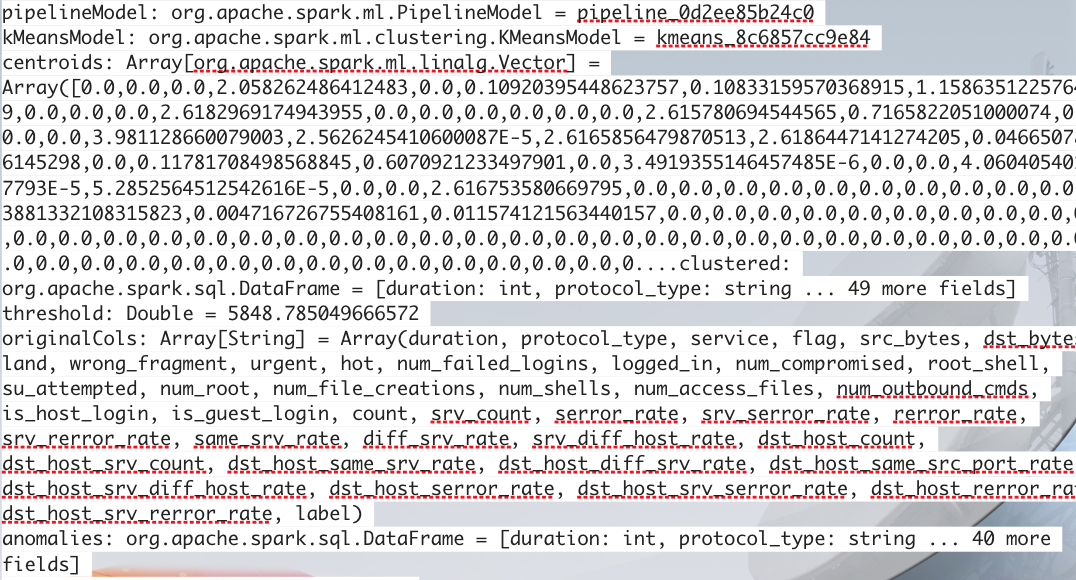 pipelineModel: org.apache.spark.ml.PipelineModel = pipeline_0d2ee85b24c0
kMeansModel: org.apache.spark.ml.clustering.KMeansModel = kmeans_8c6857cc9e84
centroids: Array[org.apache.spark.ml.linalg.Vector] =
Array([0.0,0.0,0.0,2.058262486412483,0.0,0.10920395448623757,0.10833159570368915,1.1586351225764
9,0.0,0.0,0.0,2.6182969174943955,0.0,0.0,0.0,0.0,0.0,0.0,2.615780694544565,0.7165822051000074,0
0.0,0.0,3.981128660079003,2.5626245410600087E-5,2.6165856479870513,2.6186447141274205,0.0466507
6145298,0.0,0.11781708498568845,0.6070921233497901,0.0,3.4919355146457485E-6,0.0,0.0,4.06040540
7793E-5,5.2852564512542616E-5,0.0,0.0,2.616753580669795,0.0,0.0,0.0,0.0,0.0,0.0,0.0,0.0,0.0,0.
3881332108315823,0.004716726755408161,0.011574121563440157,0.0,0.0,0.0,0.0,0.0,0.0,0.0,0.0,0.0,
,0.0,0.0,0.0,0.0,0.0,0.0,0.0,0.0,0.0,0.0,0.0,0.0,0.0,0.0,0.0,0.0,0.0,0.0,0.0,0.0,0.0,0.0,0.0,0.
.0,0.0,0.0,0.0,0.0,0.0,0.0,0.0,0.0,0.0,0.0,0.0,0.0,0.0,0....clustered:
org.apache.spark.sql.DataFrame = [duration: int, protocol_type: string ... 49 more fields]
threshold: Double = 5848.785049666572
originalCols: Array[String] = Array(duration, protocol_type, service, flag, src_bytes, dst_bytes
land, wrong_fragment, urgent, hot, num_failed_logins, logged_in, num_compromised, root_shell,
su_attempted, num_root, num_file_creations, num_shells, num_access_files, num_outbound_cmds,
is_host_login, is_guest_login, count, srv_count, serror_rate, srv_serror_rate, rerror_rate,
srv_rerror_rate, same_srv_rate, diff_srv_rate, srv_diff_host_rate, dst_host_count,
dst_host_srv_count, dst_host_same_srv_rate, dst_host_diff_srv_rate, dst_host_same_src_port_rate
dst_host_srv_diff_host_rate, dst_host_serror_rate, dst_host_srv_serror_rate, dst_host_rerror_rat
dst_host_srv_rerror_rate, label)
anomalies: org.apache.spark.sql.DataFrame = [duration: int, protocol_type: string ... 40 more
fields]